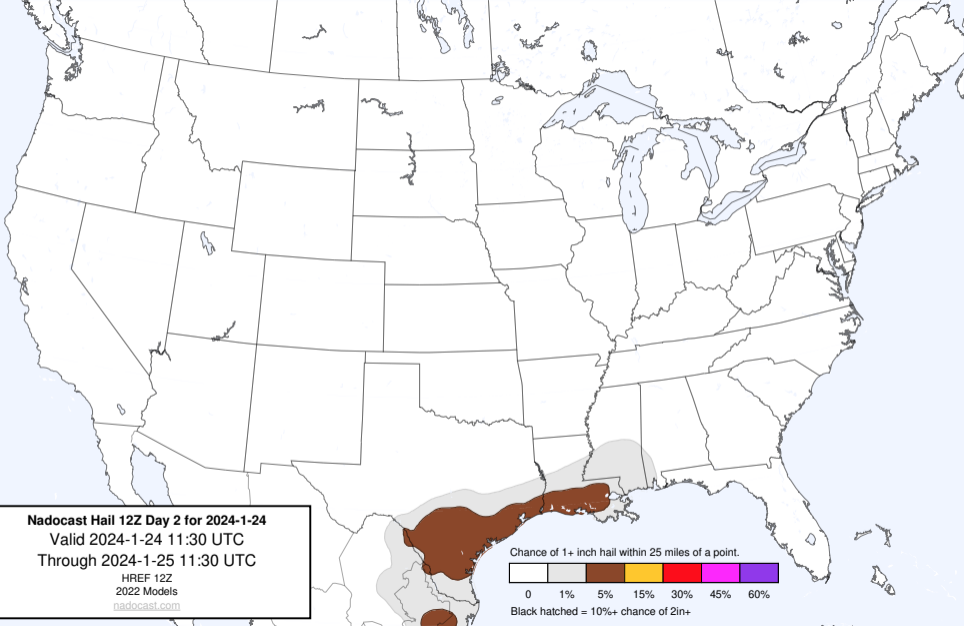 Nadocast Hail 12Z Day 2 for 2024-1-24
Valid 2024-1-24 11:30 UTC
Through 2024-1-25 11:30 UTC
HREF 12Z
2022 Models
nadocast.com
Chance of 1+ inch hail within 25 miles of a point.
0 1% 5% 15% 30% 45% 60%
Black hatched = 10%+ chance of 2in+